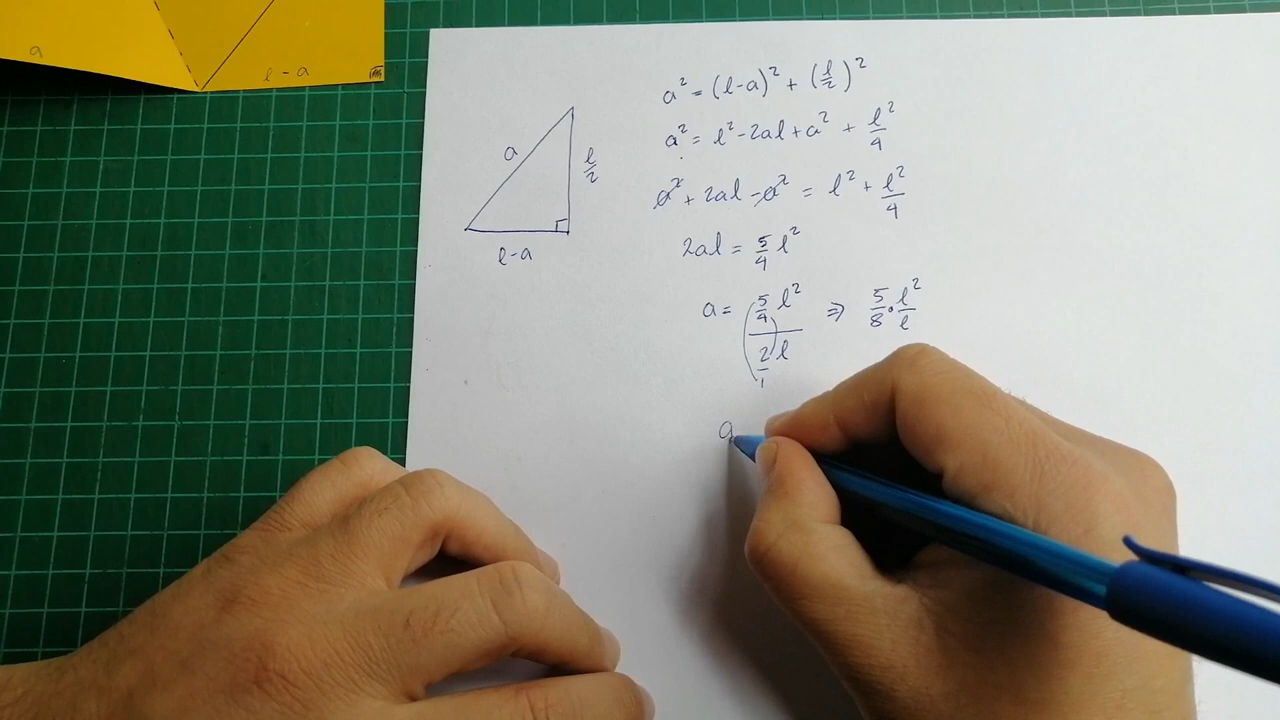 a
l - a
a
l/2
l-a
a² = (l-a)² + (l/2)²
a² = l² - 2al + a² + l²/4
a² + 2al - a² = l² + l²/4
2al = 5/4 l²
a = (5/4 l²)/(2/1 l) ⇒ 5/8 · l²/l
a